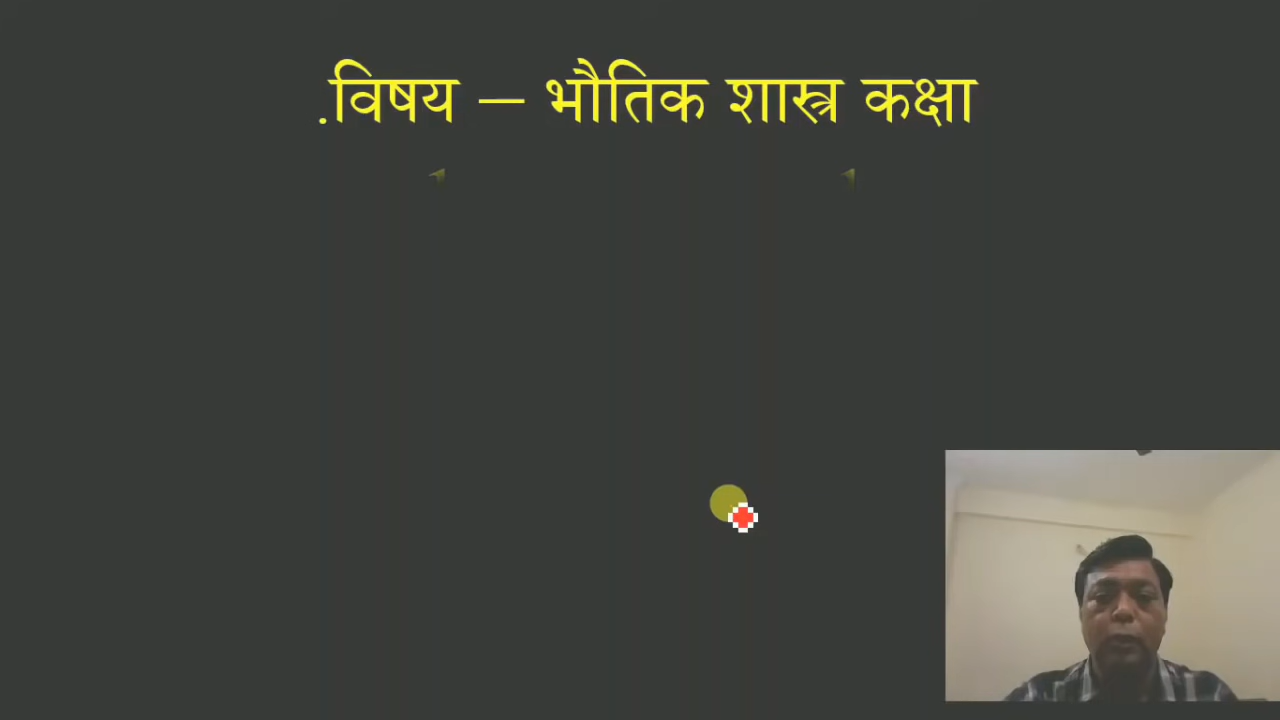 .विषय – भौतिक शास्त्र कक्षा